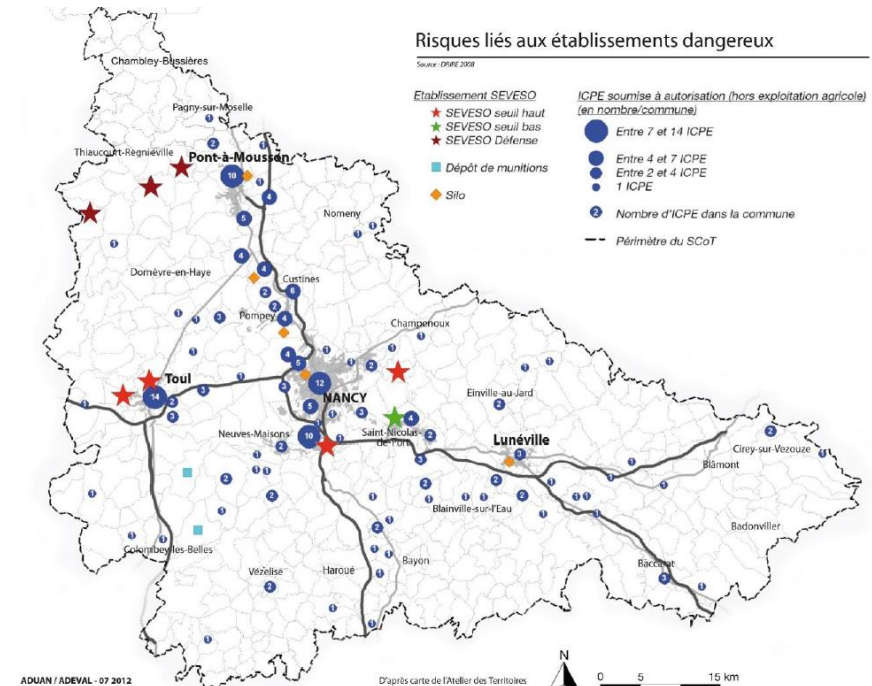 Risques liés aux établissements dangereux
Source : DRIRE 2008
Etablissement SEVESO
SEVESO seuil haut
SEVESO seuil bas
SEVESO Défense
Dépôt de munitions
Silo
ICPE soumise à autorisation (hors exploitation agricole)
(en nombre/commune)
Entre 7 et 14 ICPE
Entre 4 et 7 ICPE
Entre 2 et 4 ICPE
1 ICPE
2 Nombre d'ICPE dans la commune
Périmètre du SCoT
Chambley-Bussières
Pagny-sur-Moselle
Thiaucourt-Regniéville
Pont-à-Mousson
10
Nomeny
Domèvre-en-Haye
Custines
Pompey
Champenoux
Toul
14
12
NANCY
Einville-au-Jard
Neuves-Maisons
10
Saint-Nicolas-
de-Port
Lunéville
Cirey-sur-Vezouze
Blâmont
Blainville-sur-l'Eau
Badonviller
Colombey-les-Belles
Bayon
Baccarat
Vézelise
Haroué
N
0 5 15 km
ADUAN / ADEVAL - 07 2012
D'après carte de l'Atelier des Territoires